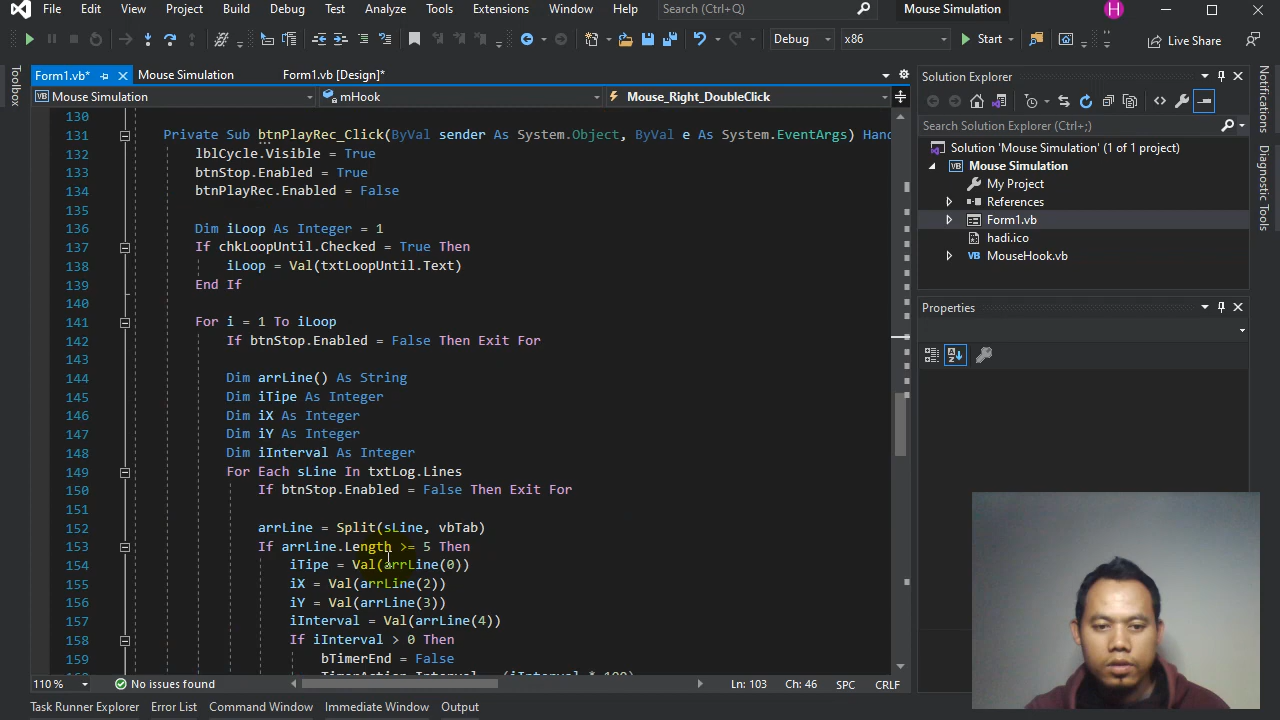 File Edit View Project Build Debug Test Analyze Tools Extensions Window Help Search (Ctrl+Q) Mouse Simulation H
Debug x86 Start Live Share
Toolbox
Form1.vb* Mouse Simulation Form1.vb [Design]*
Mouse Simulation mHook Mouse_Right_DoubleClick
130
131 Private Sub btnPlayRec_Click(ByVal sender As System.Object, ByVal e As System.EventArgs) Hand
132 lblCycle.Visible = True
133 btnStop.Enabled = True
134 btnPlayRec.Enabled = False
135
136 Dim iLoop As Integer = 1
137 If chkLoopUntil.Checked = True Then
138 iLoop = Val(txtLoopUntil.Text)
139 End If
140
141 For i = 1 To iLoop
142 If btnStop.Enabled = False Then Exit For
143
144 Dim arrLine() As String
145 Dim iTipe As Integer
146 Dim iX As Integer
147 Dim iY As Integer
148 Dim iInterval As Integer
149 For Each sLine In txtLog.Lines
150 If btnStop.Enabled = False Then Exit For
151
152 arrLine = Split(sLine, vbTab)
153 If arrLine.Length >= 5 Then
154 iTipe = Val(arrLine(0))
155 iX = Val(arrLine(2))
156 iY = Val(arrLine(3))
157 iInterval = Val(arrLine(4))
158 If iInterval > 0 Then
159 bTimerEnd = False
TimerAction.Interval = (iInterval * 100)
110 % No issues found Ln: 103 Ch: 46 SPC CRLF
Task Runner Explorer Error List Command Window Immediate Window Output
Solution Explorer
Search Solution Explorer (Ctrl+;)
Solution 'Mouse Simulation' (1 of 1 project)
Mouse Simulation
My Project
References
Form1.vb
hadi.ico
MouseHook.vb
Properties
Notifications
Diagnostic Tools